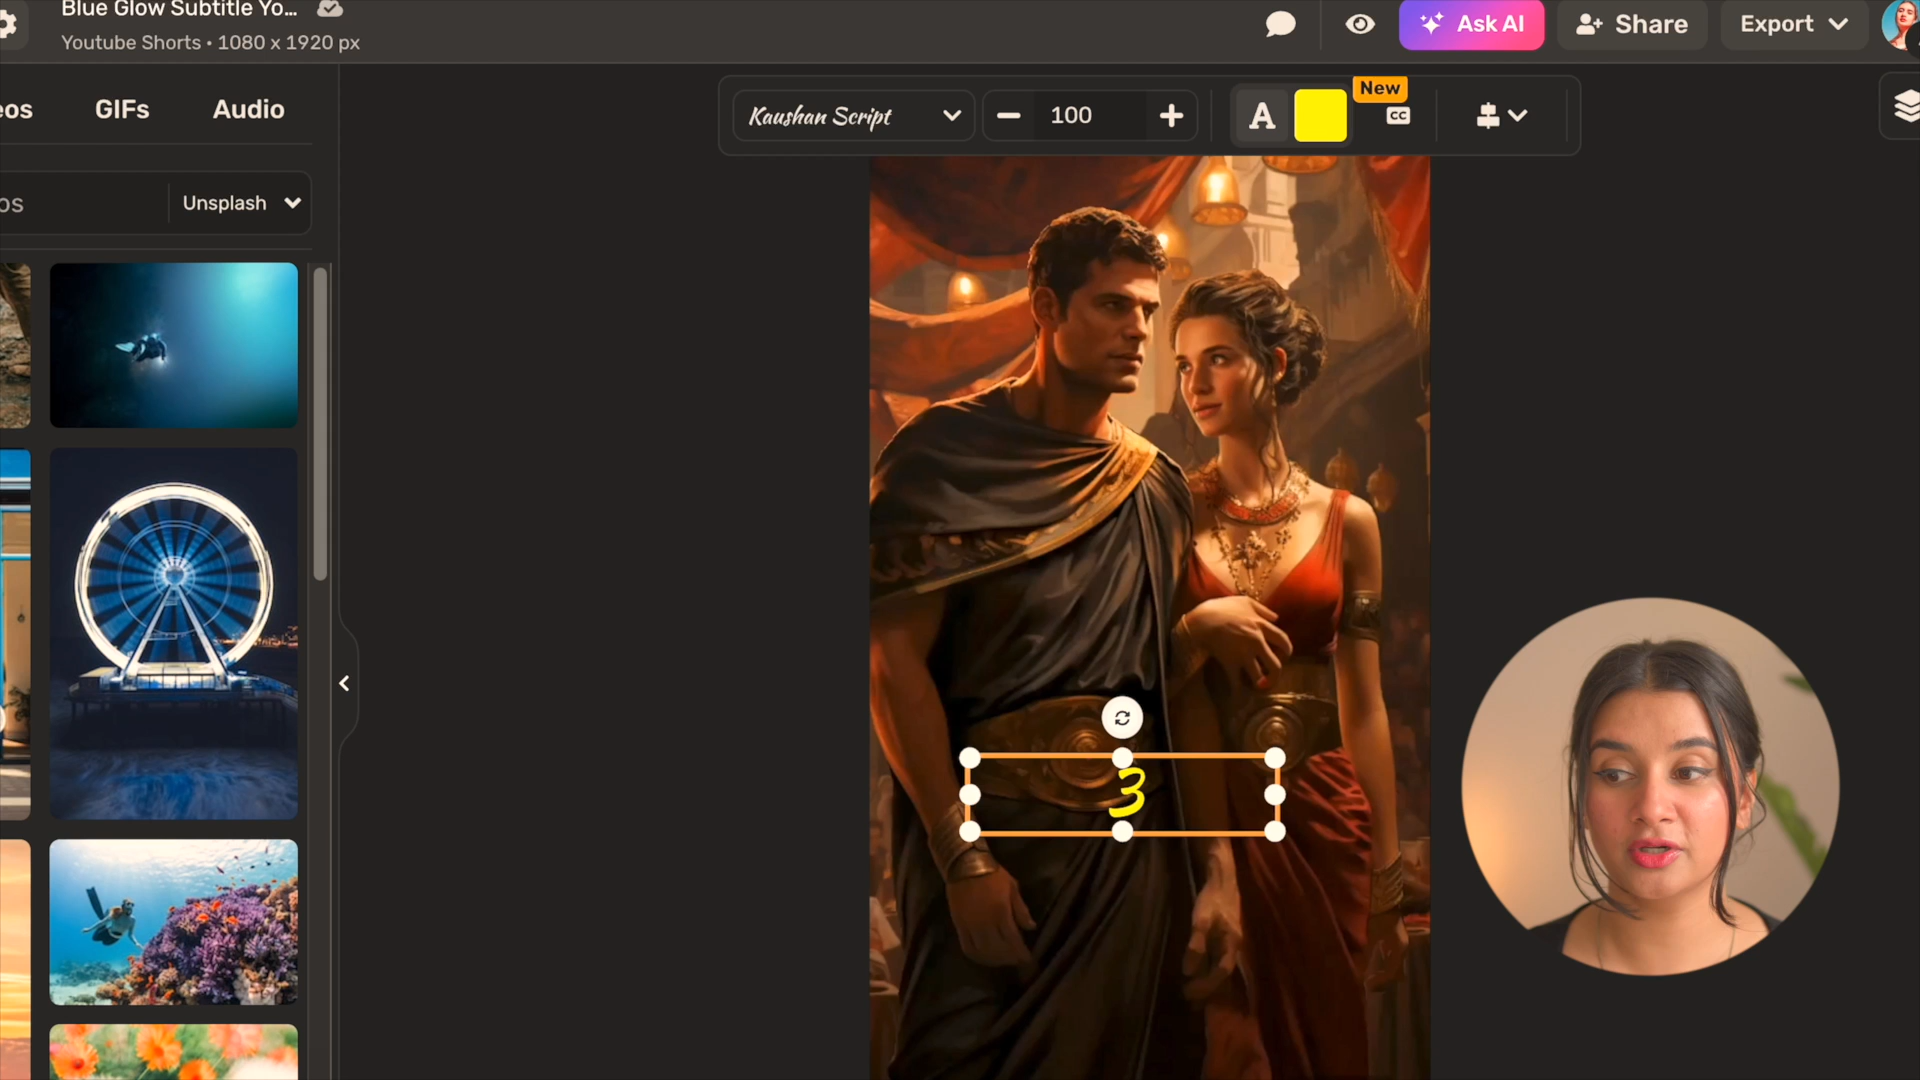 Blue Glow Subtitle Yo...
Youtube Shorts • 1080 x 1920 px
Ask AI
Share
Export
eos
GIFs
Audio
Kaushan Script
100
A
New
CC
os
Unsplash
3